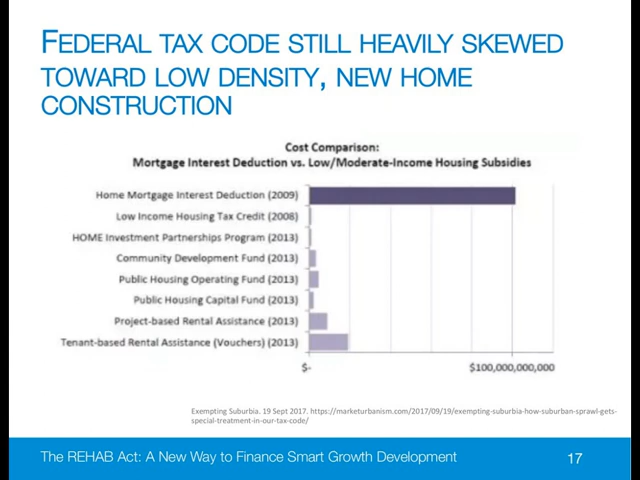 FEDERAL TAX CODE STILL HEAVILY SKEWED
TOWARD LOW DENSITY, NEW HOME
CONSTRUCTION
Cost Comparison:
Mortgage Interest Deduction vs. Low/Moderate-Income Housing Subsidies
Home Mortgage Interest Deduction (2009)
Low Income Housing Tax Credit (2008)
HOME Investment Partnerships Program (2013)
Community Development Fund (2013)
Public Housing Operating Fund (2013)
Public Housing Capital Fund (2013)
Project-based Rental Assistance (2013)
Tenant-based Rental Assistance (Vouchers) (2013)
$- $100,000,000,000
Exempting Suburbia. 19 Sept 2017. https://marketurbanism.com/2017/09/19/exempting-suburbia-how-suburban-sprawl-gets-
special-treatment-in-our-tax-code/
The REHAB Act: A New Way to Finance Smart Growth Development 17